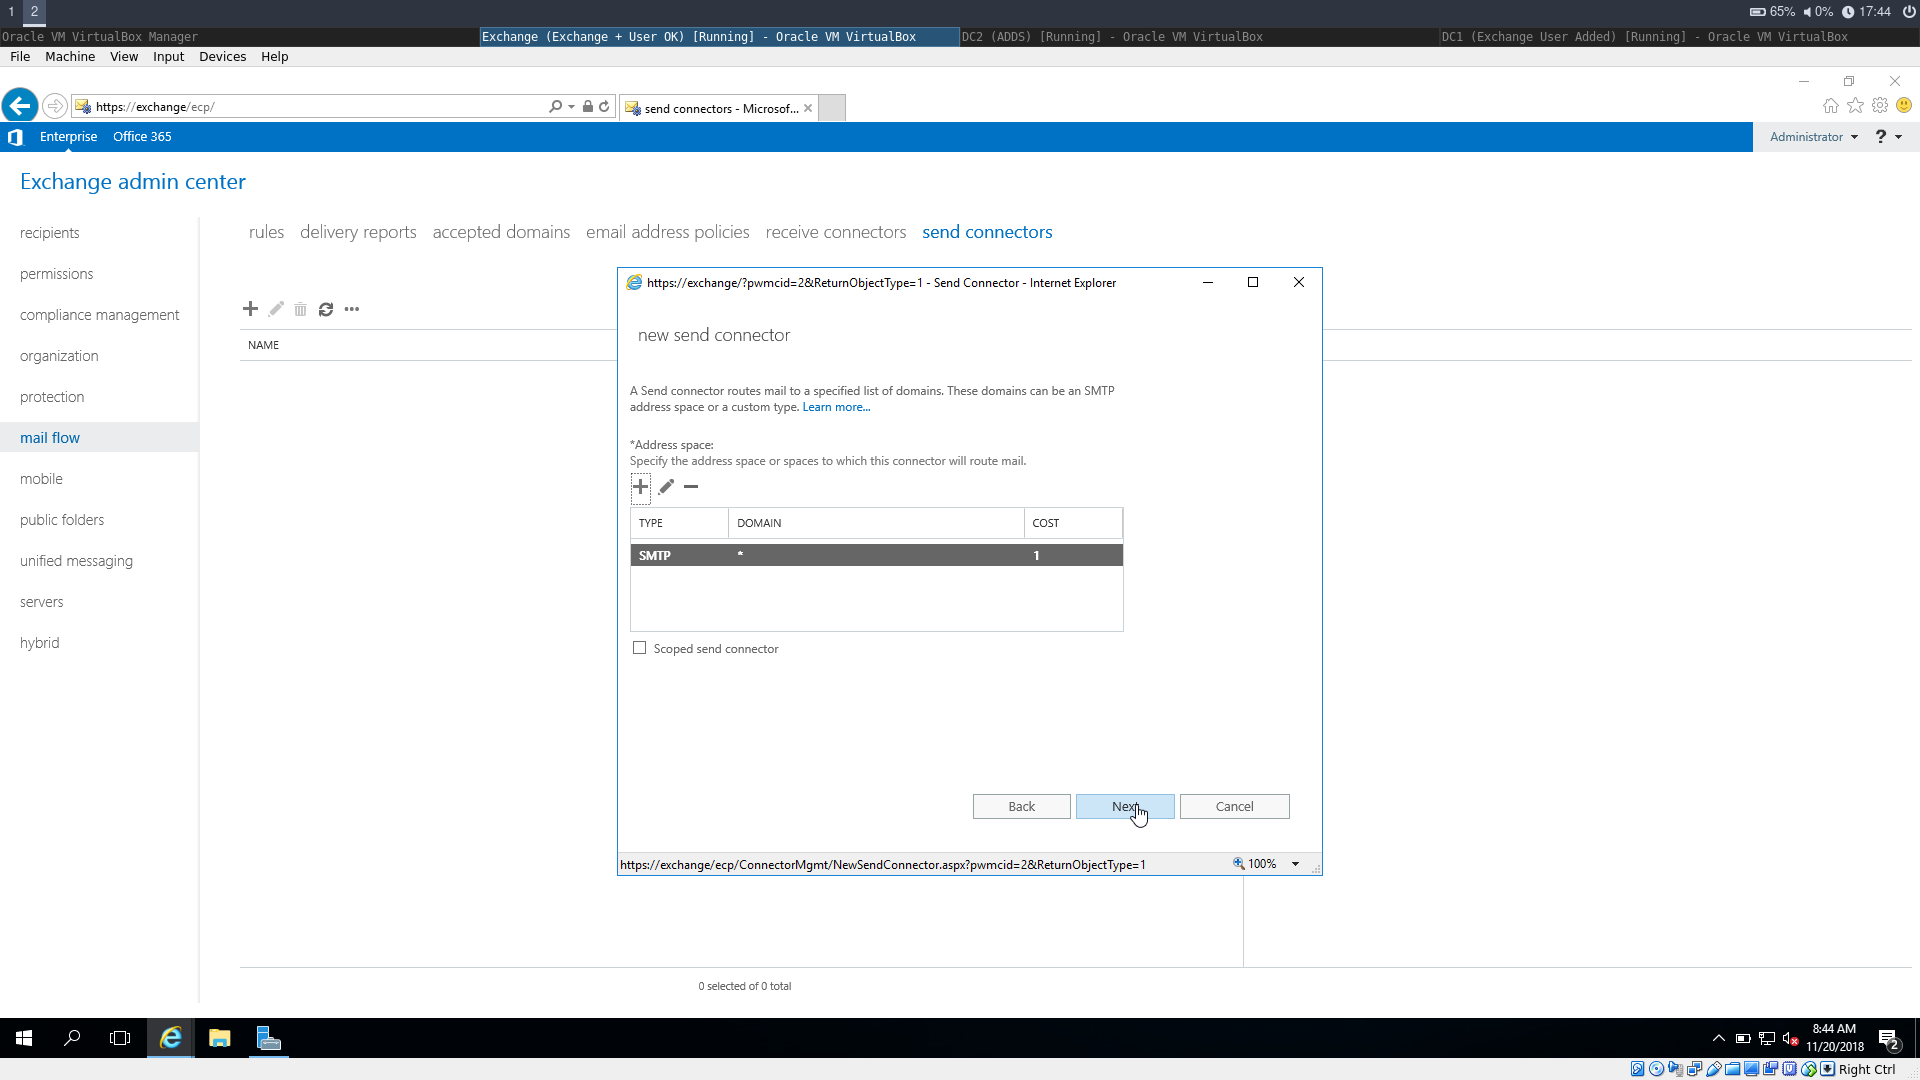 1 2 65% 0% 17:44
Oracle VM VirtualBox Manager Exchange (Exchange + User OK) [Running] - Oracle VM VirtualBox DC2 (ADDS) [Running] - Oracle VM VirtualBox DC1 (Exchange User Added) [Running] - Oracle VM VirtualBox
File Machine View Input Devices Help
https://exchange/ecp/ send connectors - Microsof...
Enterprise Office 365 Administrator ?
Exchange admin center
recipients
permissions
compliance management
organization
protection
mail flow
mobile
public folders
unified messaging
servers
hybrid
rules delivery reports accepted domains email address policies receive connectors send connectors
NAME
https://exchange/?pwmcid=2&ReturnObjectType=1 - Send Connector - Internet Explorer
new send connector
A Send connector routes mail to a specified list of domains. These domains can be an SMTP
address space or a custom type. Learn more...
*Address space:
Specify the address space or spaces to which this connector will route mail.
TYPE DOMAIN COST
SMTP * 1
Scoped send connector
Back Next Cancel
https://exchange/ecp/ConnectorMgmt/NewSendConnector.aspx?pwmcid=2&ReturnObjectType=1 100%
0 selected of 0 total
8:44 AM
11/20/2018
2
Right Ctrl